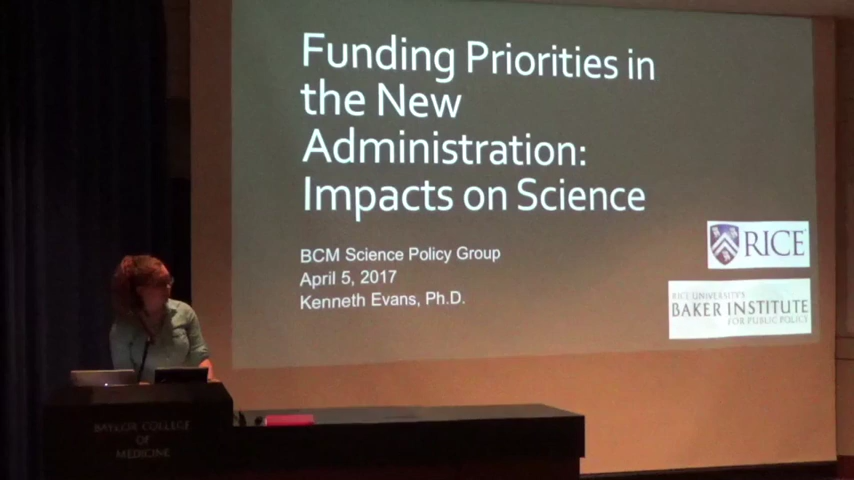 Funding Priorities in
the New
Administration:
Impacts on Science
BCM Science Policy Group
April 5, 2017
Kenneth Evans, Ph.D.
RICE
RICE UNIVERSITY'S
BAKER INSTITUTE
FOR PUBLIC POLICY
BAYLOR COLLEGE
OF
MEDICINE